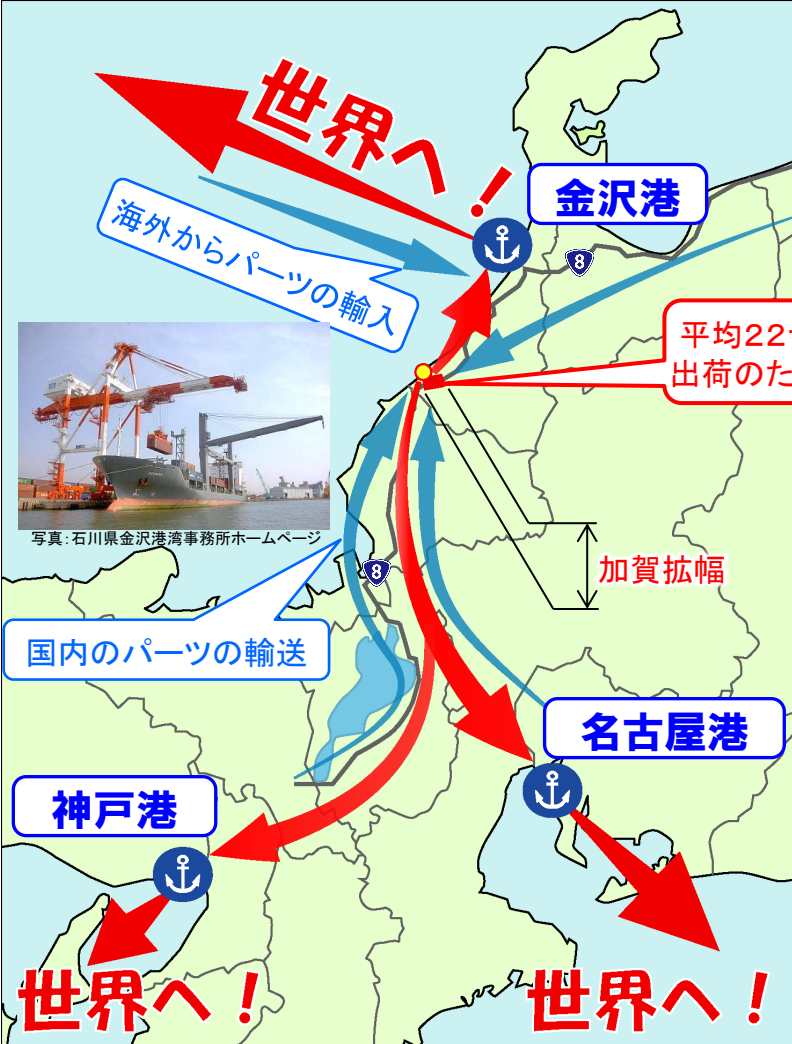 世界へ！
金沢港
海外からパーツの輸入
8
平均22
出荷のた
写真：石川県金沢港湾事務所ホームページ
加賀拡幅
8
国内のパーツの輸送
名古屋港
神戸港
世界へ！
世界へ！